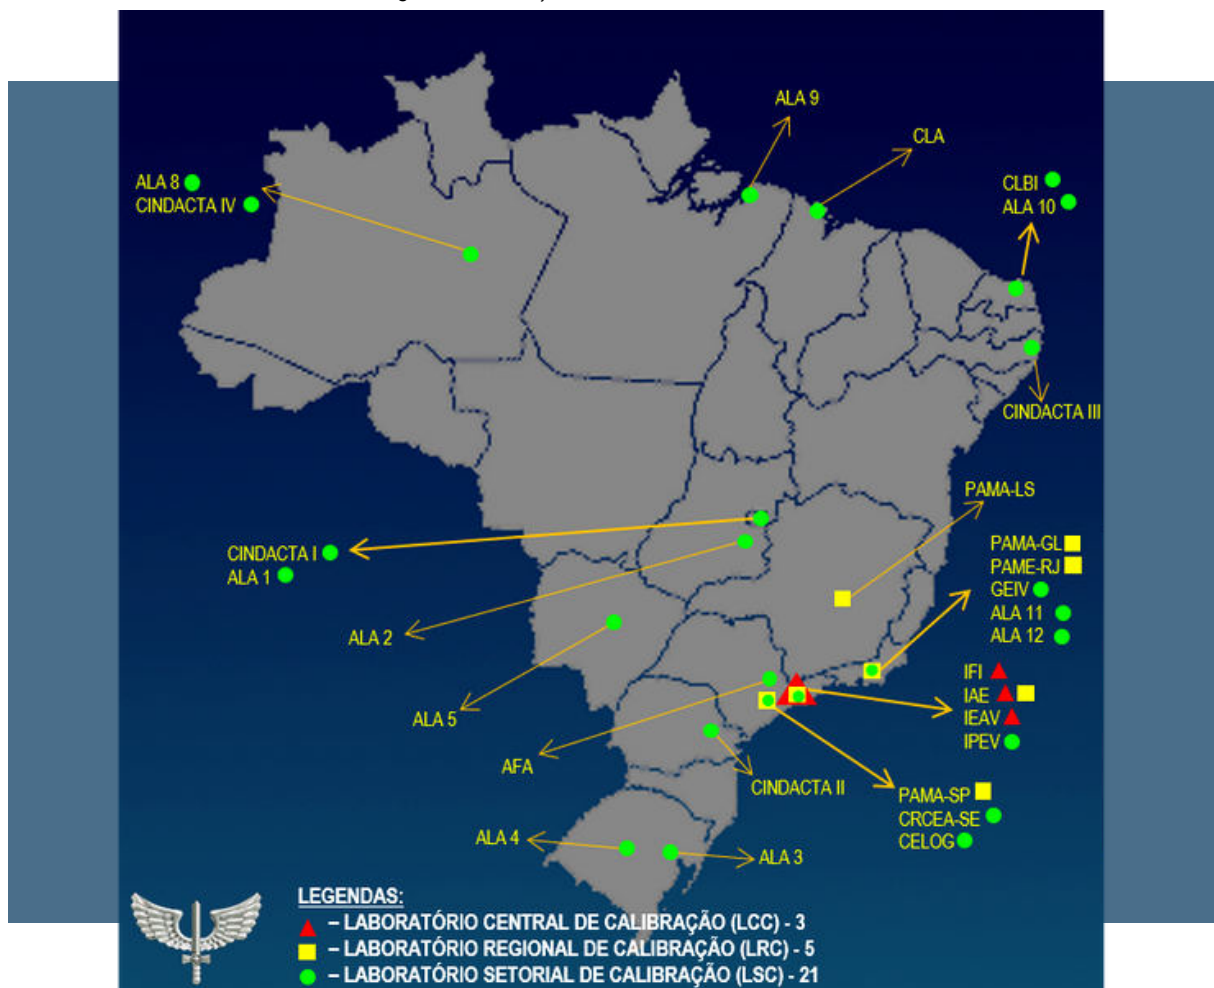 ALA 9
CLA
ALA 8
CINDACTA IV
CLBI
ALA 10
CINDACTA III
PAMA-LS
CINDACTA I
ALA 1
PAMA-GL
PAME-RJ
GEIV
ALA 11
ALA 12
ALA 2
IFI
IAE
IEAV
IPEV
ALA 5
AFA
CINDACTA II
PAMA-SP
CRCEA-SE
CELOG
ALA 4
ALA 3
LEGENDAS:
– LABORATÓRIO CENTRAL DE CALIBRAÇÃO (LCC) - 3
– LABORATÓRIO REGIONAL DE CALIBRAÇÃO (LRC) - 5
– LABORATÓRIO SETORIAL DE CALIBRAÇÃO (LSC) - 21